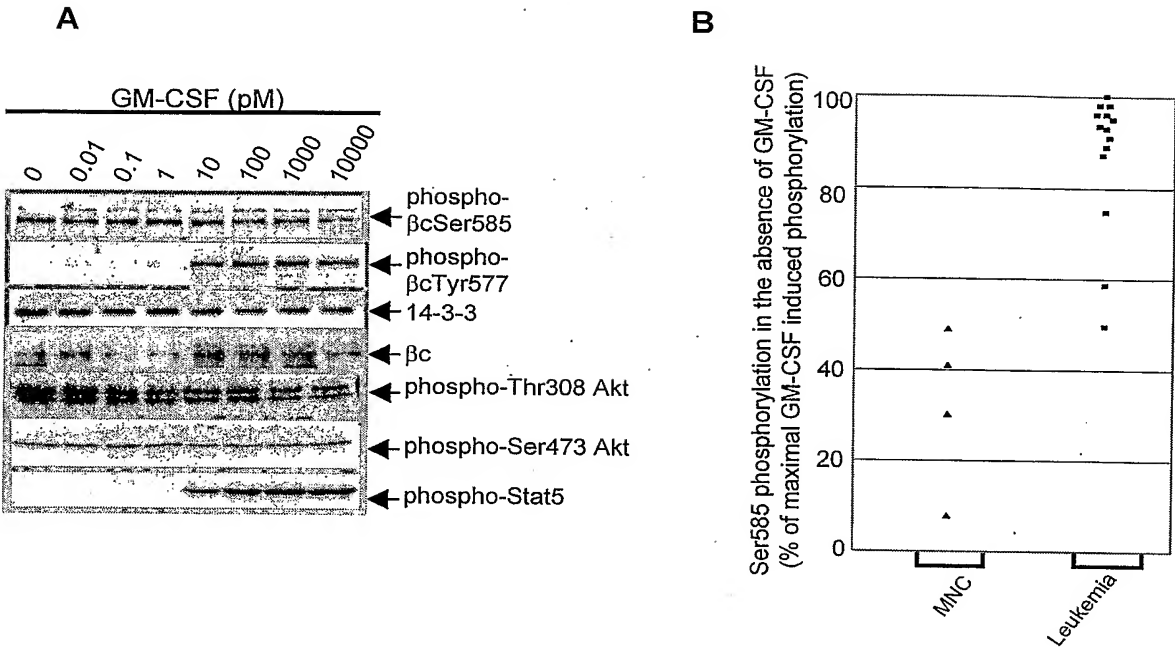 A
GM-CSF (pM)
0 0.01 0.1 1 10 100 1000 10000
phospho-
βcSer585
phospho-
βcTyr577
14-3-3
βc
phospho-Thr308 Akt
phospho-Ser473 Akt
phospho-Stat5
B
Ser585 phosphorylation in the absence of GM-CSF
(% of maximal GM-CSF induced phosphorylation)
100
80
60
40
20
0
MNC
Leukemia